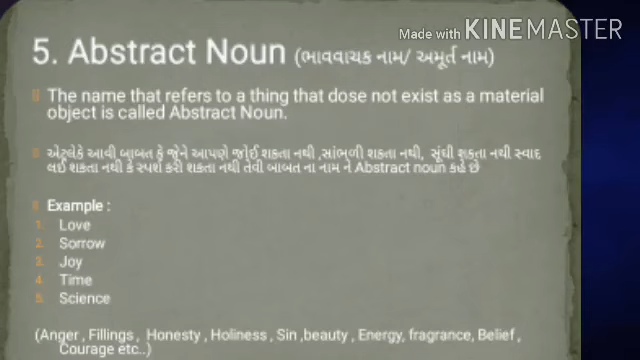 Made with KINEMASTER
5. Abstract Noun (ભાવવાચક નામ/ અમૂર્ત નામ)
The name that refers to a thing that dose not exist as a material
object is called Abstract Noun.
એટલેકે આવી બાબત કે જેને આપણે જોઈ શકતા નથી ,સાંભળી શકતા નથી, સૂંઘી શકતા નથી સ્વાદ
લઈ શકતા નથી કે સ્પર્શ કરી શકતા નથી તેવી બાબત ના નામ ને Abstract noun કહે છે
Example :
1. Love
2. Sorrow
3. Joy
4. Time
5. Science
(Anger , Fillings , Honesty , Holiness , Sin ,beauty , Energy, fragrance, Belief ,
Courage etc..)